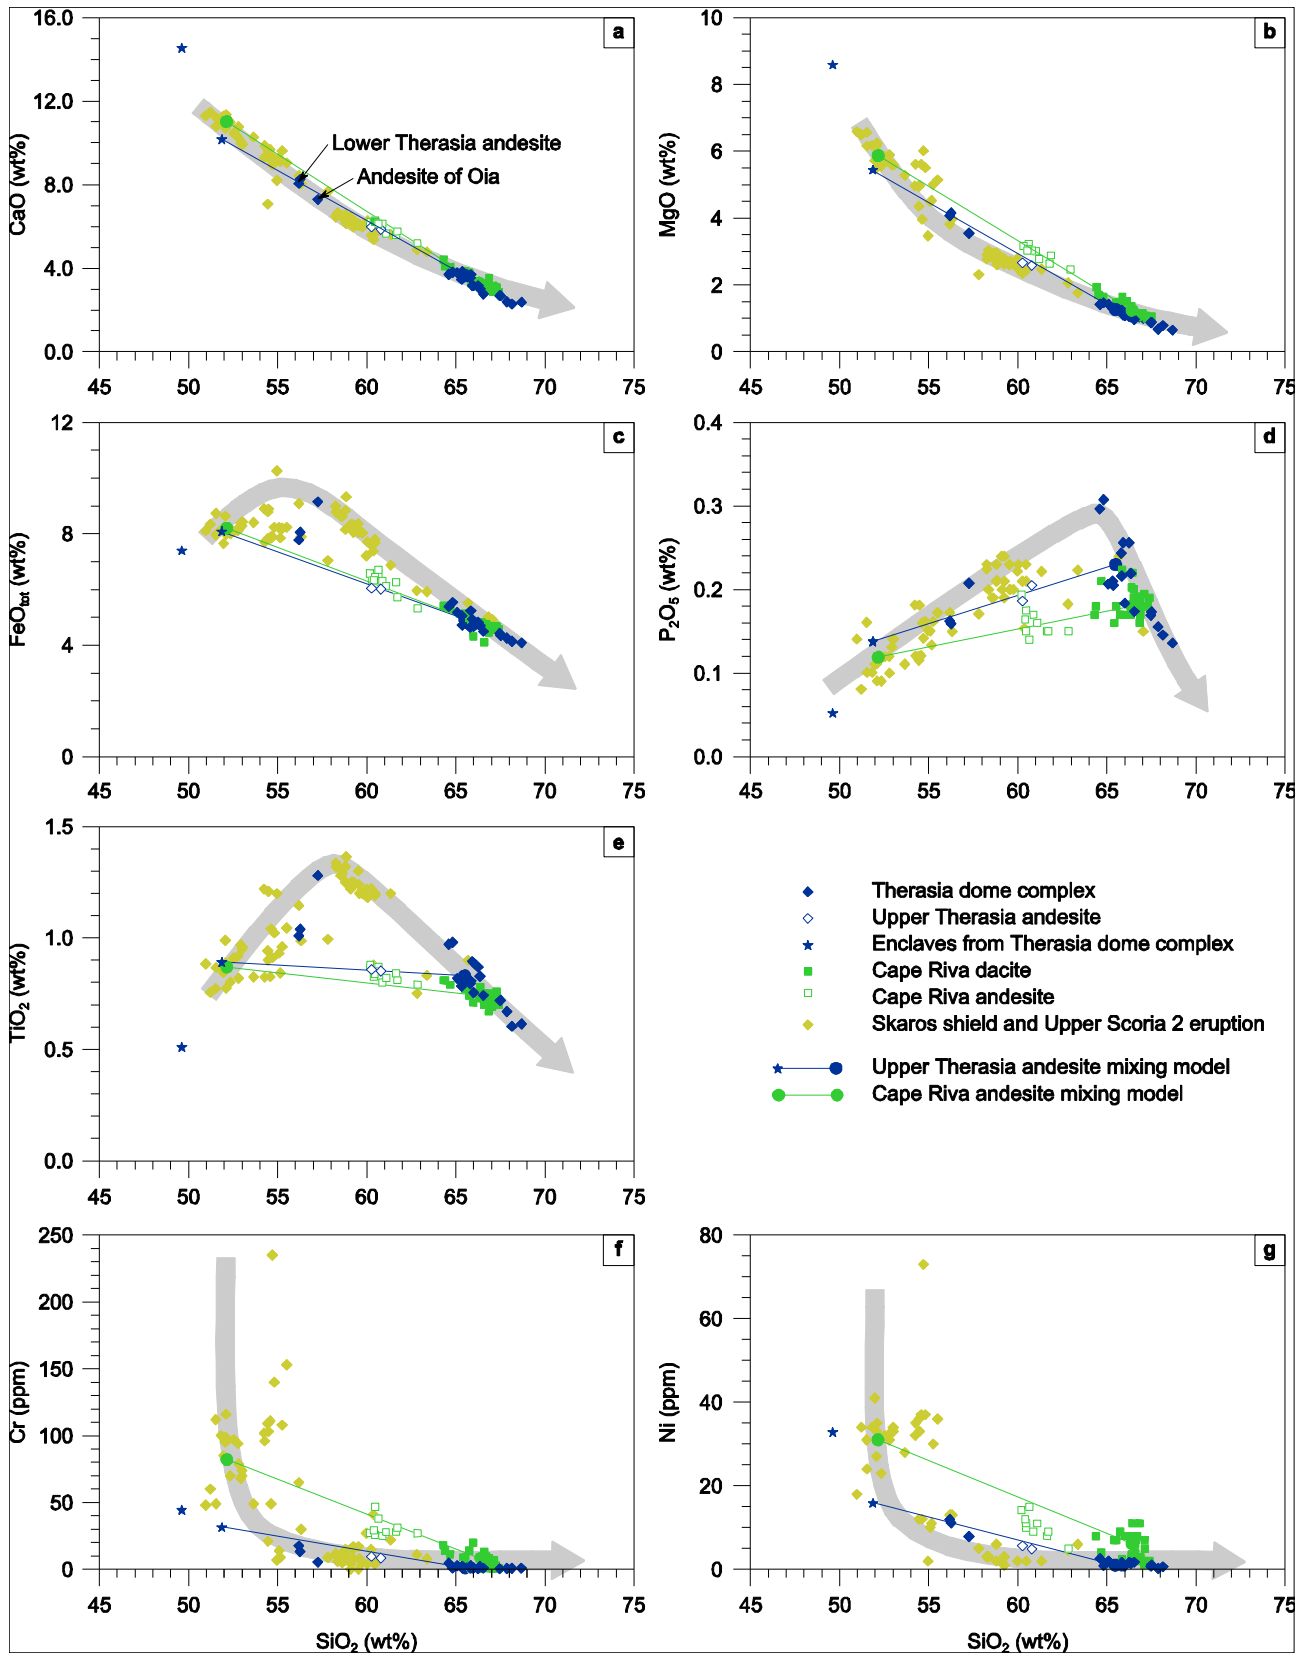 16.0
12.0
8.0
4.0
0.0
CaO (wt%)
a
Lower Therasia andesite
Andesite of Oia
45 50 55 60 65 70 75
10
8
6
4
2
0
MgO (wt%)
b
45 50 55 60 65 70 75
12
8
4
0
FeOtot (wt%)
c
45 50 55 60 65 70 75
0.4
0.3
0.2
0.1
0.0
P2O5 (wt%)
d
45 50 55 60 65 70 75
1.5
1.0
0.5
0.0
TiO2 (wt%)
e
45 50 55 60 65 70 75
Therasia dome complex
Upper Therasia andesite
Enclaves from Therasia dome complex
Cape Riva dacite
Cape Riva andesite
Skaros shield and Upper Scoria 2 eruption
Upper Therasia andesite mixing model
Cape Riva andesite mixing model
250
200
150
100
50
0
Cr (ppm)
f
45 50 55 60 65 70 75
SiO2 (wt%)
80
60
40
20
0
Ni (ppm)
g
45 50 55 60 65 70 75
SiO2 (wt%)